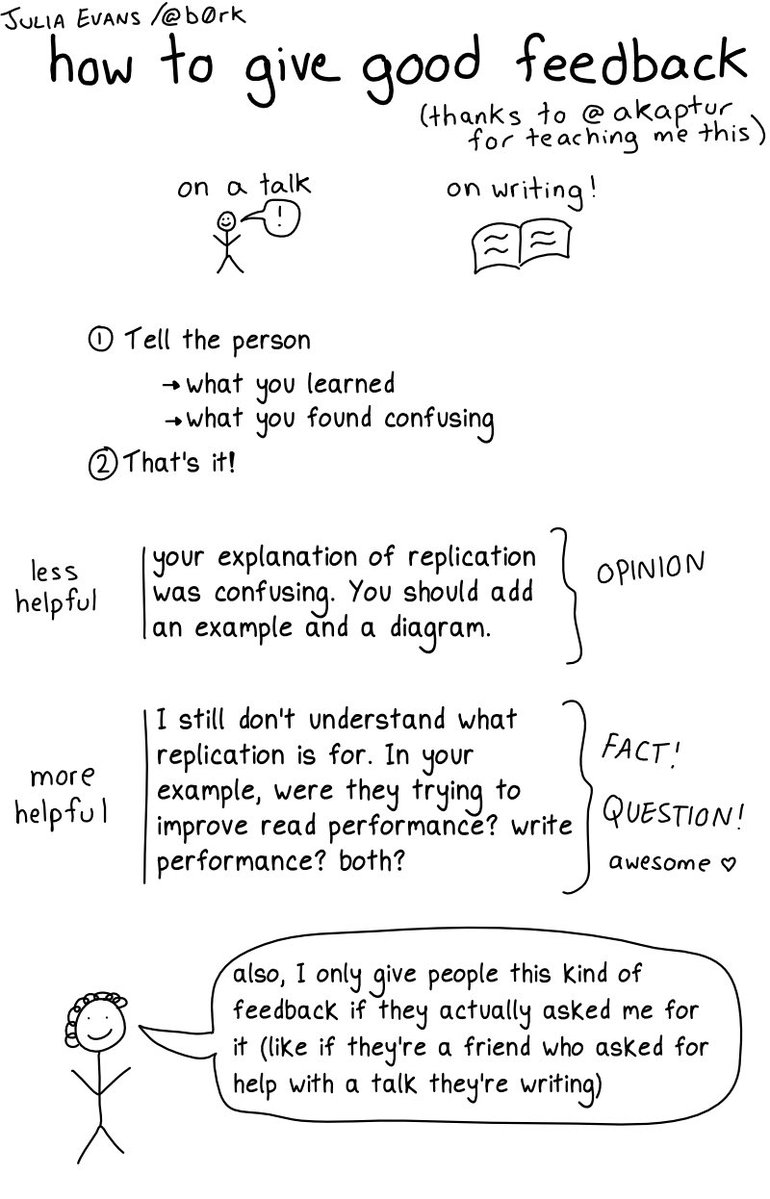 JULIA EVANS /@b0rk
how to give good feedback
(thanks to @akaptur
for teaching me this)
on a talk
on writing!
!
① Tell the person
→ what you learned
→ what you found confusing
② That's it!
less
helpful
your explanation of replication
was confusing. You should add
an example and a diagram.
OPINION
more
helpful
I still don't understand what
replication is for. In your
example, were they trying to
improve read performance? write
performance? both?
FACT!
QUESTION!
awesome ♡
also, I only give people this kind of
feedback if they actually asked me for
it (like if they're a friend who asked for
help with a talk they're writing)